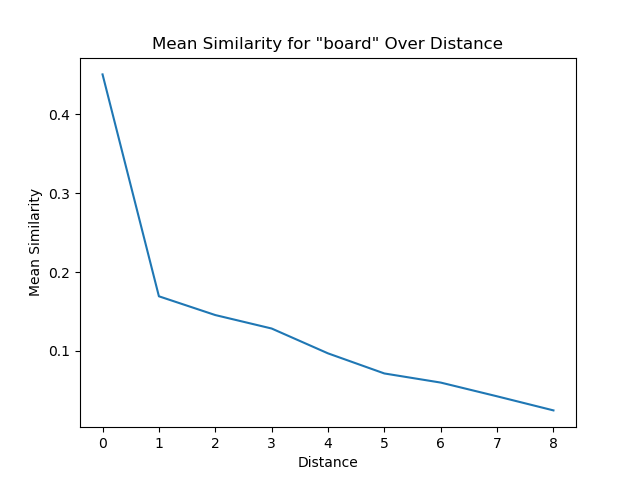 Mean Similarity for "board" Over Distance
Mean Similarity
0.4
0.3
0.2
0.1
0 1 2 3 4 5 6 7 8
Distance